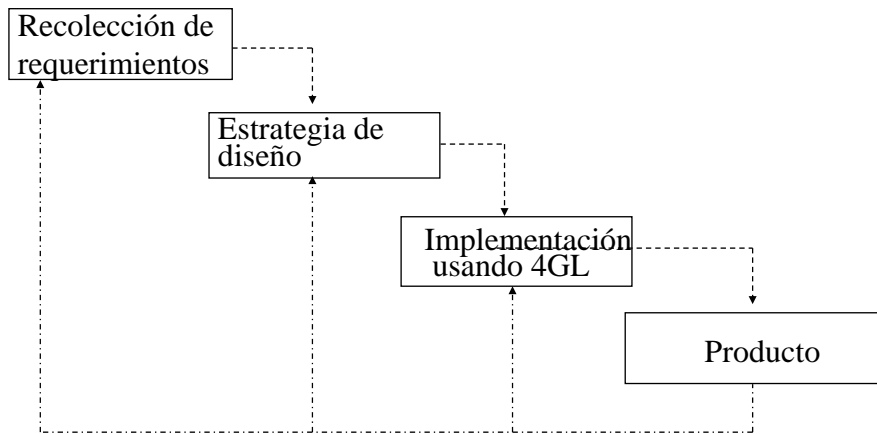 Recolección de
requerimientos
Estrategia de
diseño
Implementación
usando 4GL
Producto